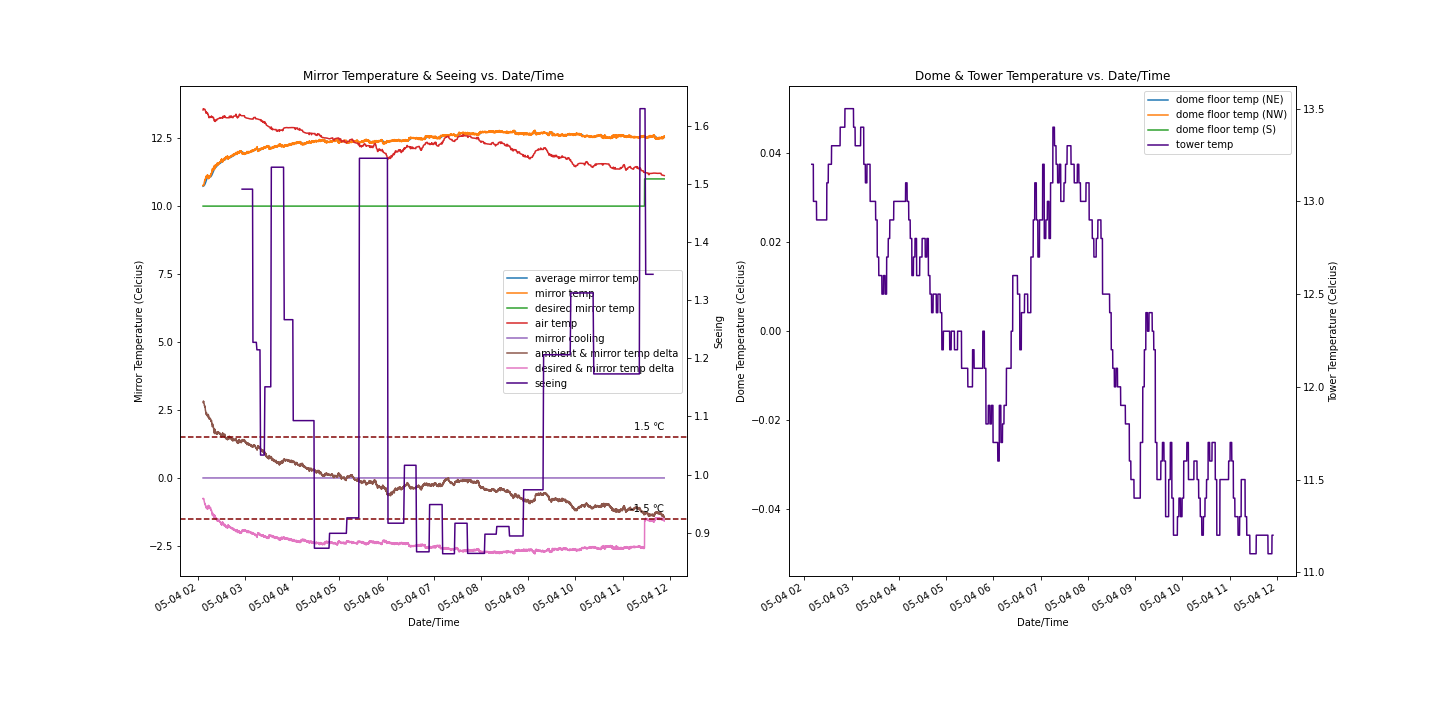 Mirror Temperature & Seeing vs. Date/Time
Mirror Temperature (Celcius)
12.5
10.0
7.5
5.0
2.5
0.0
−2.5
1.6
1.5
1.4
1.3
1.2
1.1
1.0
0.9
Seeing
average mirror temp
mirror temp
desired mirror temp
air temp
mirror cooling
ambient & mirror temp delta
desired & mirror temp delta
seeing
1.5 ℃
-1.5 ℃
05-04 02
05-04 03
05-04 04
05-04 05
05-04 06
05-04 07
05-04 08
05-04 09
05-04 10
05-04 11
05-04 12
Date/Time
Dome & Tower Temperature vs. Date/Time
Dome Temperature (Celcius)
0.04
0.02
0.00
−0.02
−0.04
13.5
13.0
12.5
12.0
11.5
11.0
Tower Temperature (Celcius)
dome floor temp (NE)
dome floor temp (NW)
dome floor temp (S)
tower temp
05-04 02
05-04 03
05-04 04
05-04 05
05-04 06
05-04 07
05-04 08
05-04 09
05-04 10
05-04 11
05-04 12
Date/Time